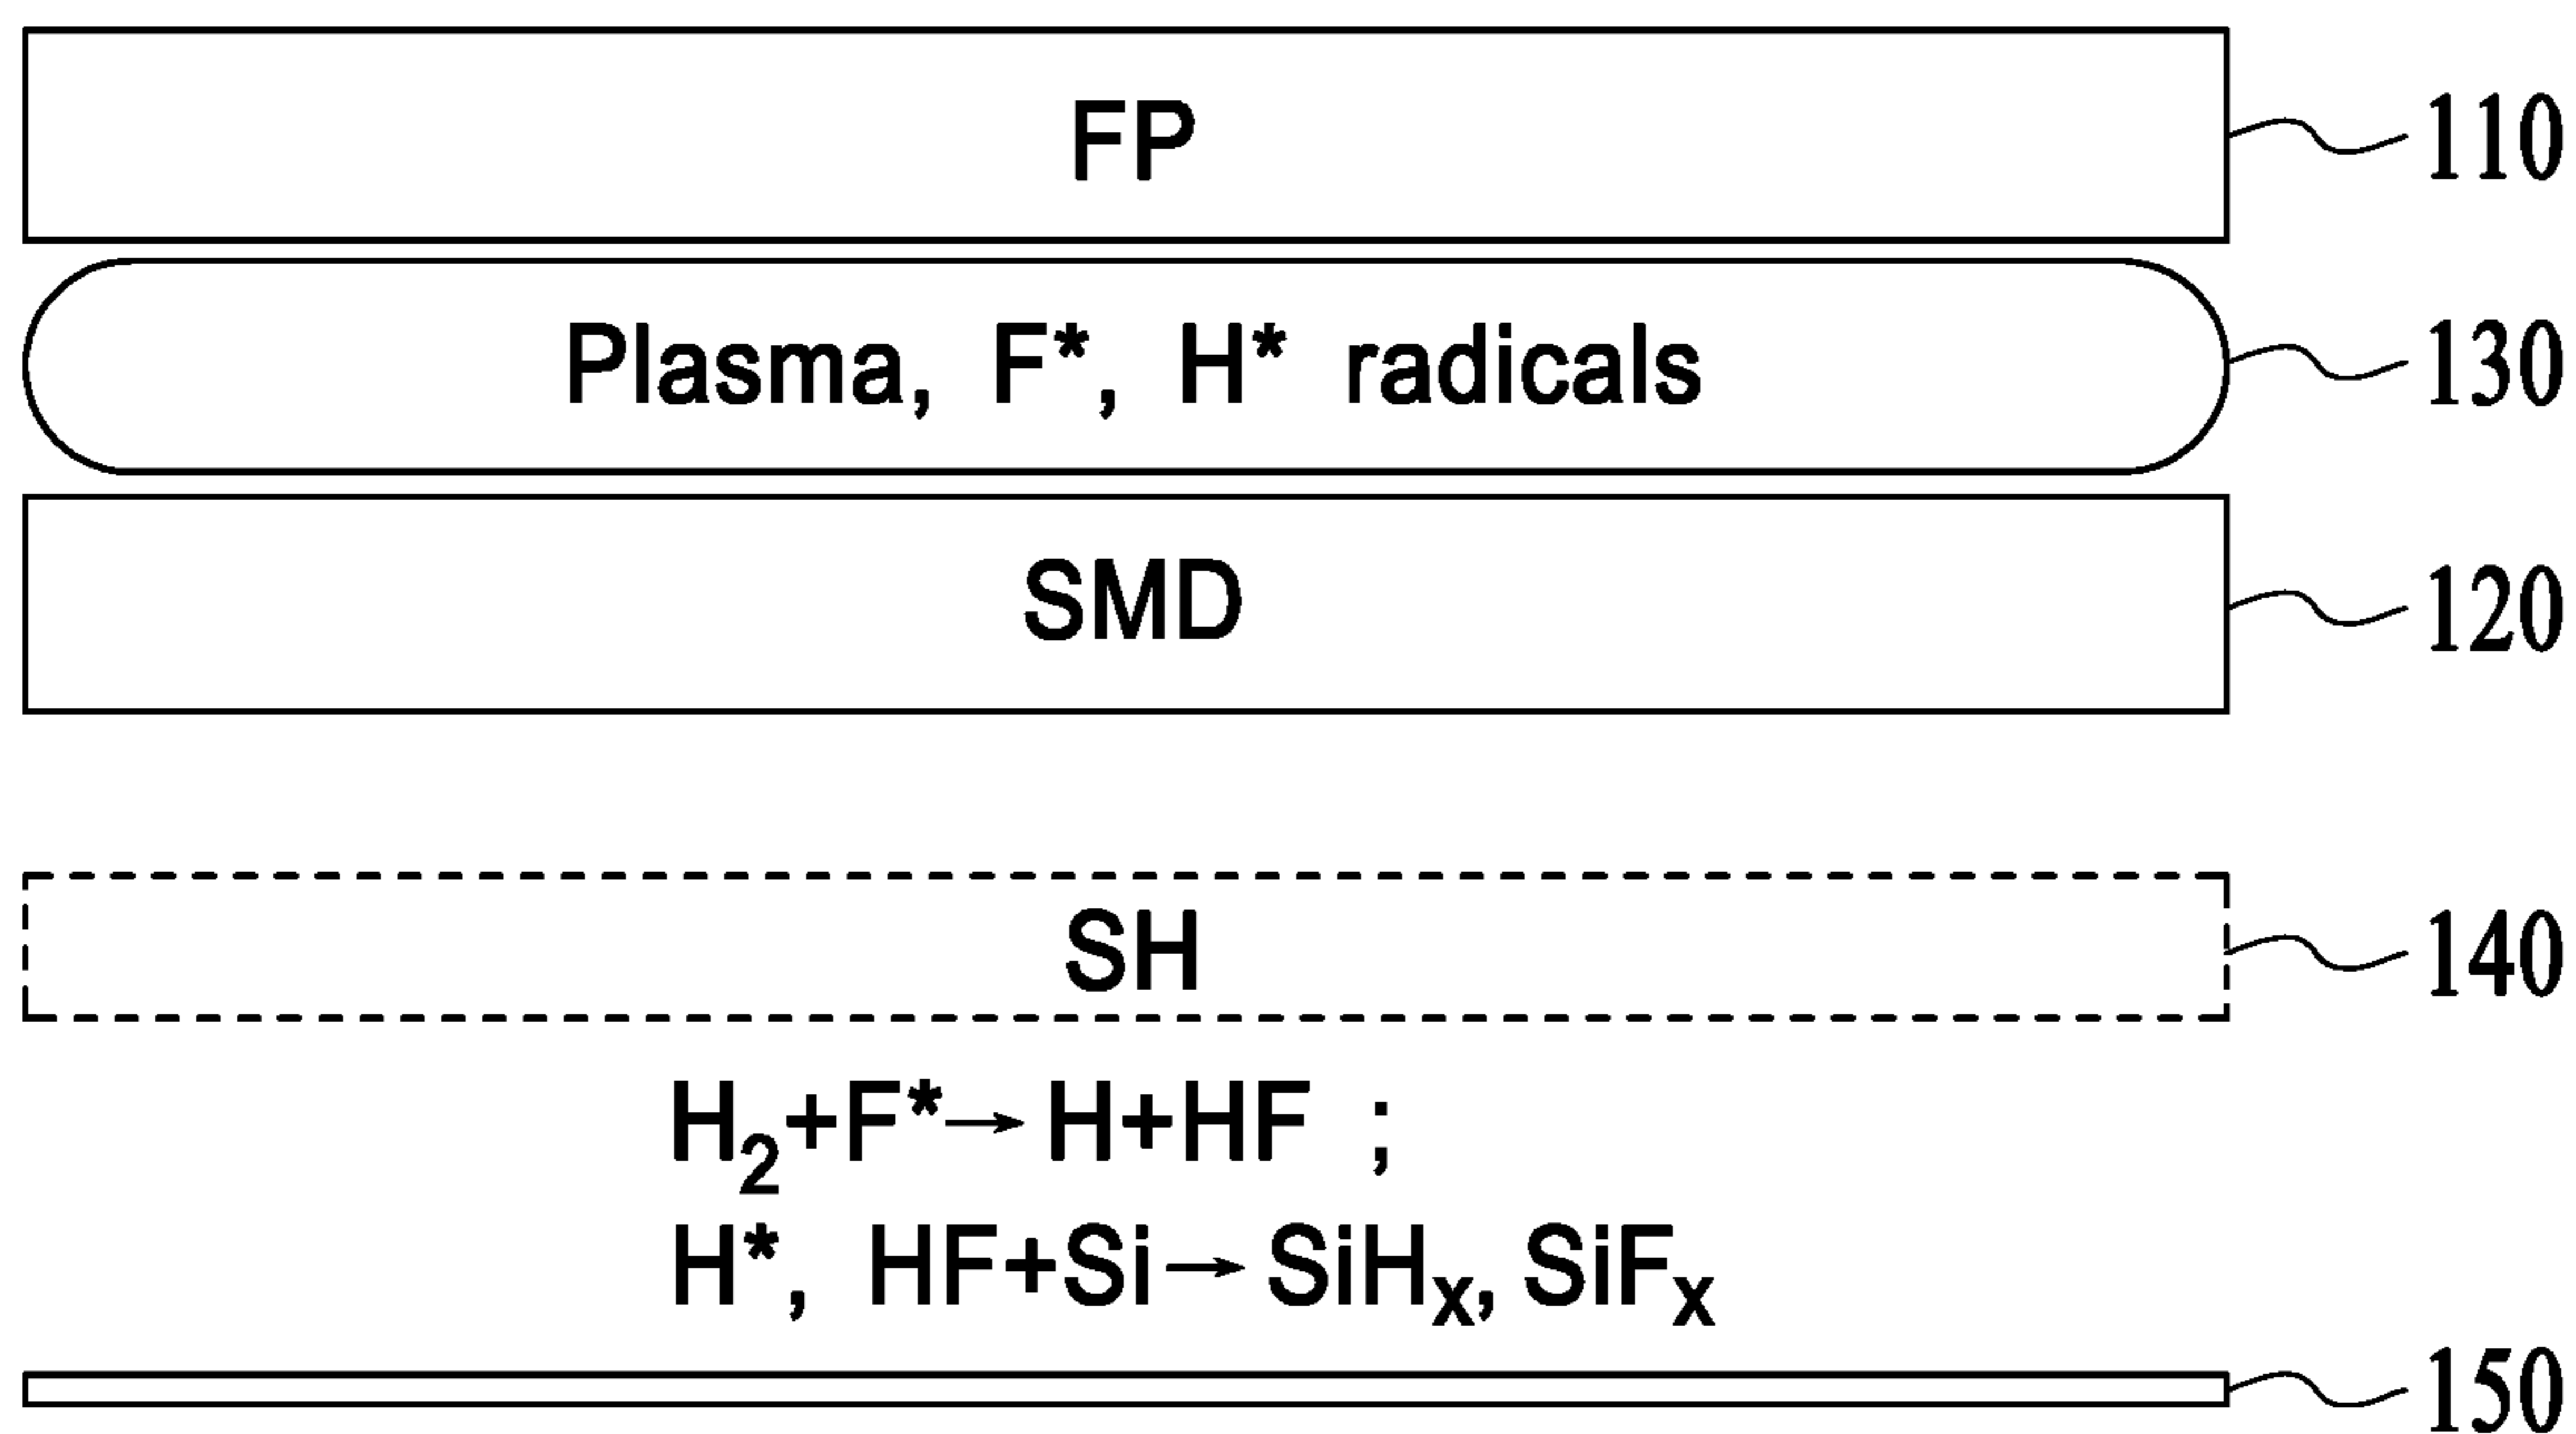 FP 110
Plasma, F*, H* radicals 130
SMD 120
SH 140
H₂+F*→H+HF ;
H*, HF+Si→SiHₓ, SiFₓ
150